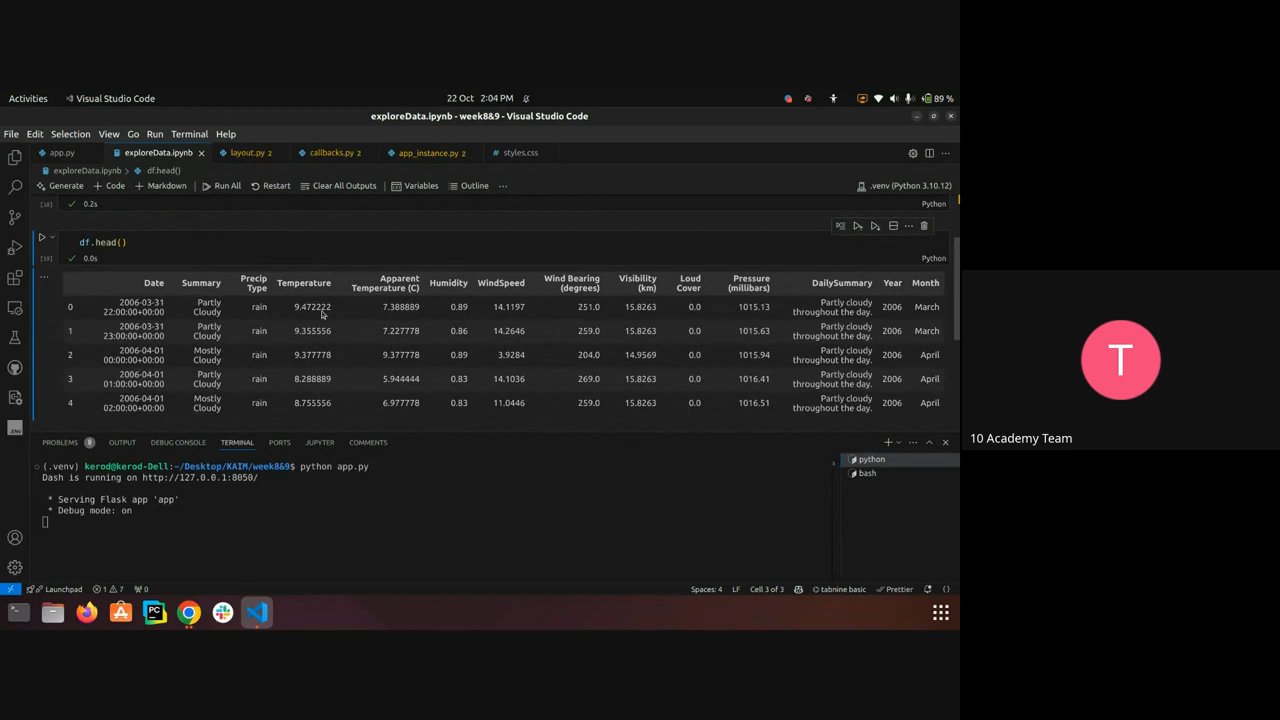 Activities Visual Studio Code 22 Oct 2:04 PM 89 %
exploreData.ipynb - week8&9 - Visual Studio Code
File Edit Selection View Go Run Terminal Help
app.py exploreData.ipynb layout.py 2 callbacks.py 2 app_instance.py 2 styles.css
exploreData.ipynb > df.head()
Generate + Code + Markdown Run All Restart Clear All Outputs Variables Outline ... .venv (Python 3.10.12)
0.2s Python
df.head()
0.0s Python
Date Summary Precip Type Temperature Apparent Temperature (C) Humidity WindSpeed Wind Bearing (degrees) Visibility (km) Loud Cover Pressure (millibars) DailySummary Year Month
0 2006-03-31 22:00:00+00:00 Partly Cloudy rain 9.472222 7.388889 0.89 14.1197 251.0 15.8263 0.0 1015.13 Partly cloudy throughout the day. 2006 March
1 2006-03-31 23:00:00+00:00 Partly Cloudy rain 9.355556 7.227778 0.86 14.2646 259.0 15.8263 0.0 1015.63 Partly cloudy throughout the day. 2006 March
2 2006-04-01 00:00:00+00:00 Mostly Cloudy rain 9.377778 9.377778 0.89 3.9284 204.0 14.9569 0.0 1015.94 Partly cloudy throughout the day. 2006 April
3 2006-04-01 01:00:00+00:00 Partly Cloudy rain 8.288889 5.944444 0.83 14.1036 269.0 15.8263 0.0 1016.41 Partly cloudy throughout the day. 2006 April
4 2006-04-01 02:00:00+00:00 Mostly Cloudy rain 8.755556 6.977778 0.83 11.0446 259.0 15.8263 0.0 1016.51 Partly cloudy throughout the day. 2006 April
PROBLEMS 8 OUTPUT DEBUG CONSOLE TERMINAL PORTS JUPYTER COMMENTS
(.venv) kerod@kerod-Dell:~/Desktop/KAIM/week8&9$ python app.py
Dash is running on http://127.0.0.1:8050/
* Serving Flask app 'app'
* Debug mode: on
python
bash
Launchpad 1 7 0 Spaces: 4 LF Cell 3 of 3 tabnine basic Prettier
T
10 Academy Team